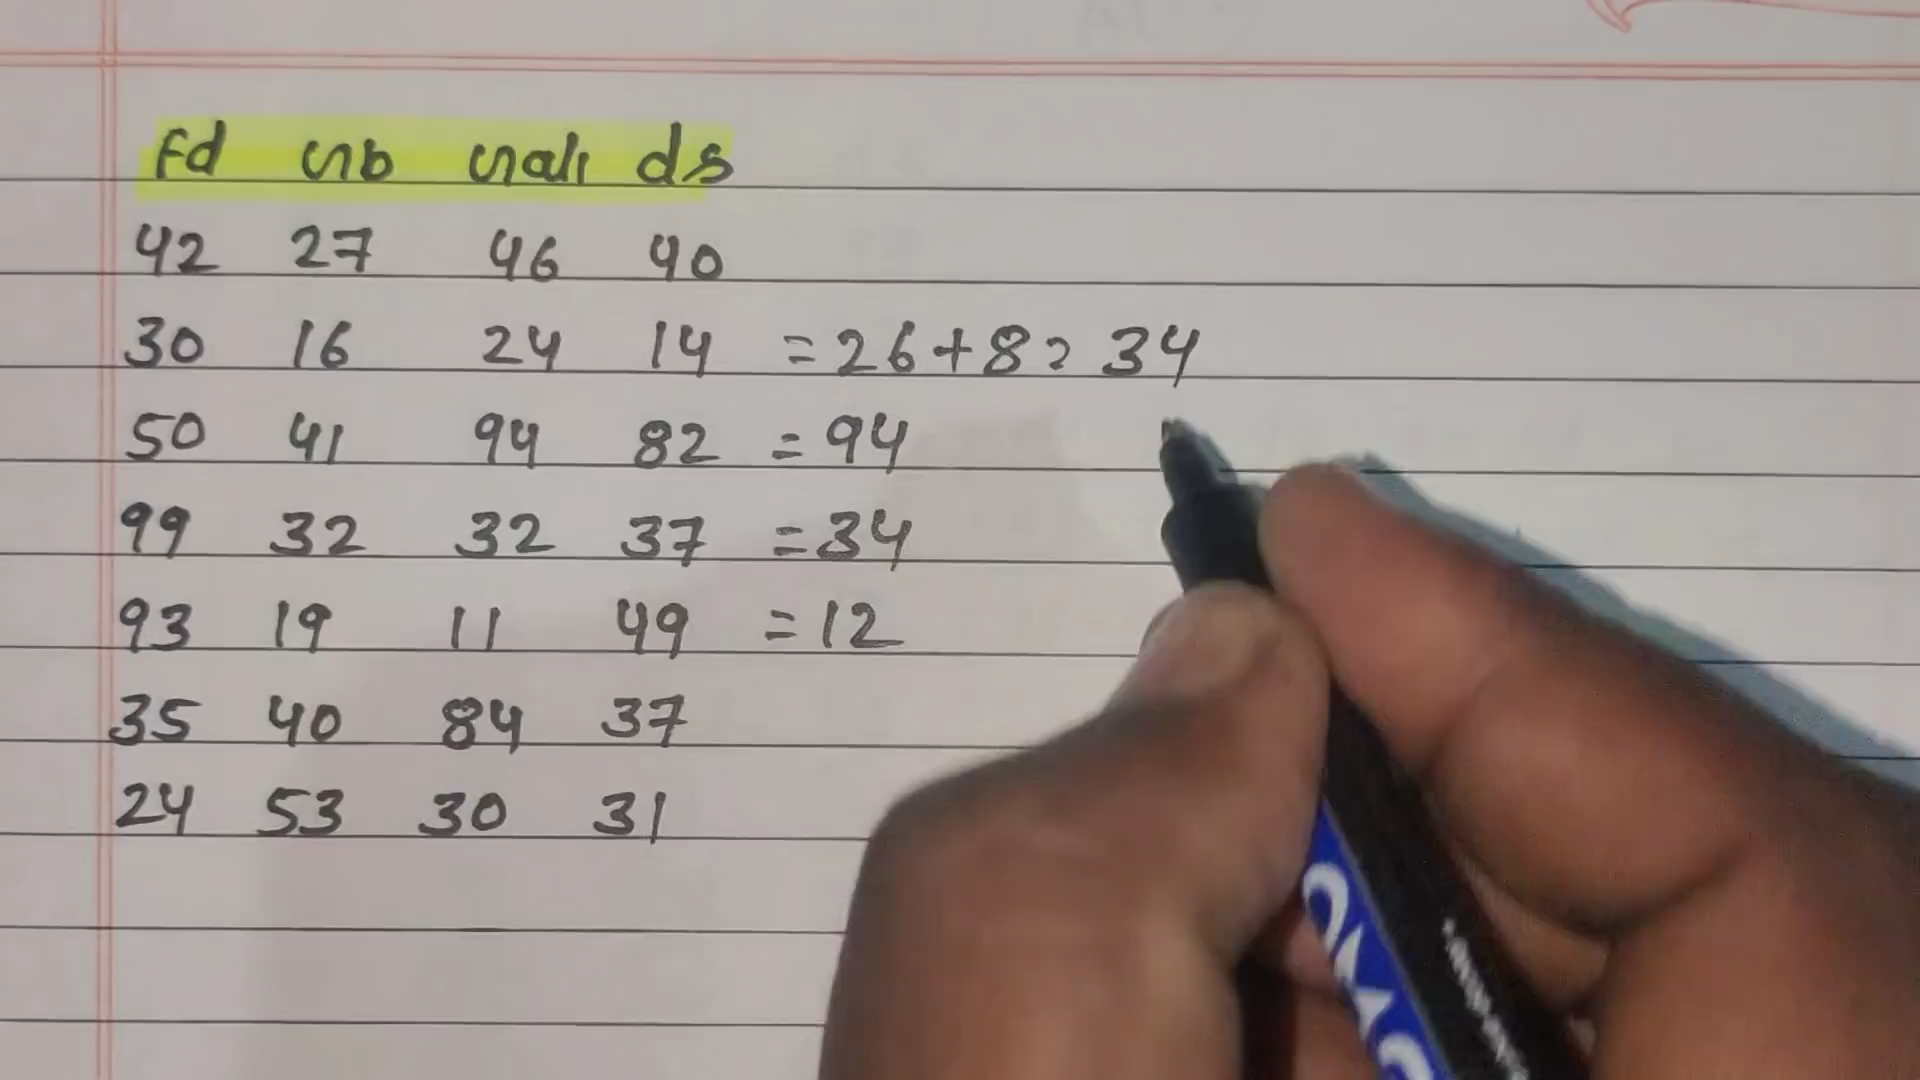 Fd GB Gali ds
42 27 46 40
30 16 24 14 =26+8= 34
50 41 94 82 =94
99 32 32 37 =34
93 19 11 49 =12
35 40 84 37
24 53 30 31